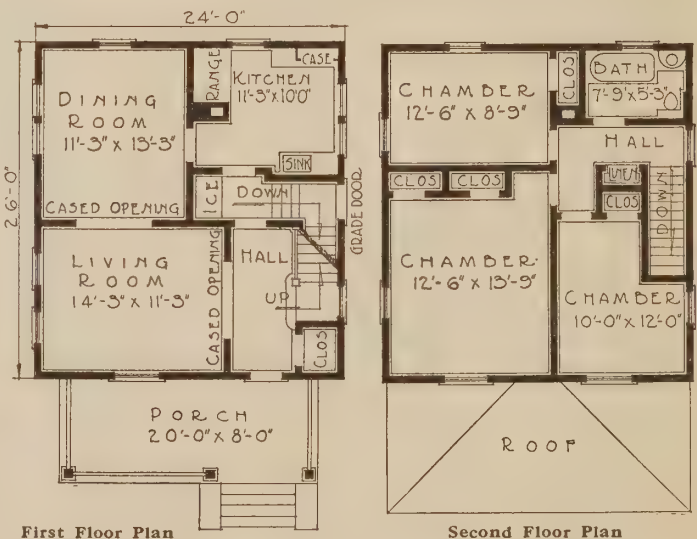 24'-0"
26'-0"
DINING
ROOM
11'-3" x 13'-3"
CASED OPENING
RANGE
CASE
KITCHEN
11'-3" x 10'0"
SINK
ICE
DOWN
GRADE DOOR
LIVING
ROOM
14'-3" x 11'-3"
CASED OPENING
HALL
UP
CLOS
PORCH
20'-0" x 8'-0"
First Floor Plan
CHAMBER
12'-6" x 8'-9"
CLOS
BATH
7'-9" x 5'-3"
HALL
CLOS
CLOS
LINEN
CLOS
DOWN
CHAMBER
12'-6" x 13'-9"
CHAMBER
10'-0" x 12'-0"
ROOF
Second Floor Plan